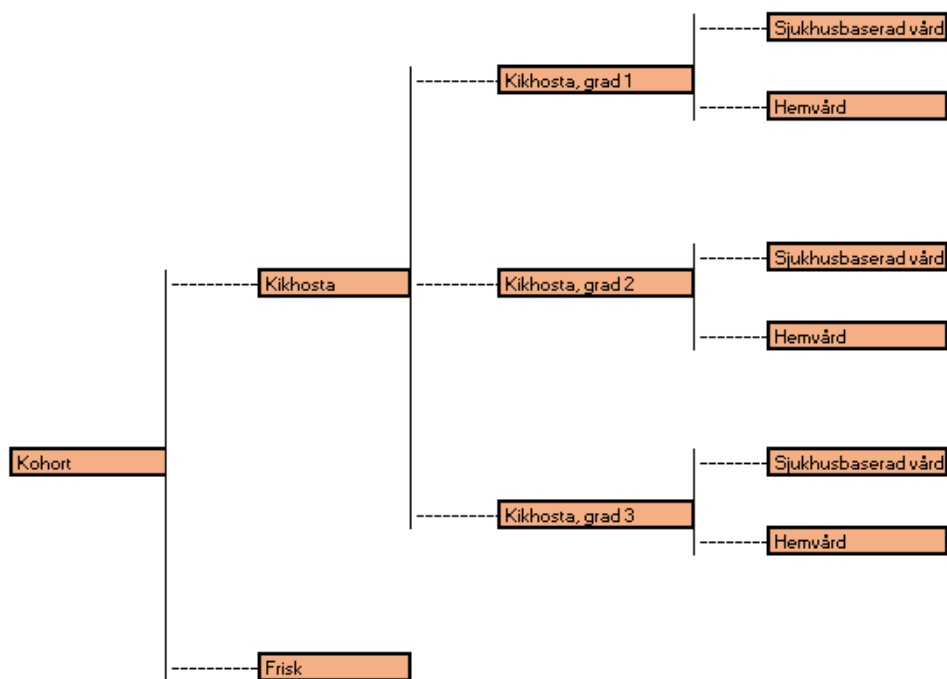 Sjukhusbaserad vård
Kikhosta, grad 1
Hemvård
Sjukhusbaserad vård
Kikhosta
Kikhosta, grad 2
Hemvård
Kohort
Sjukhusbaserad vård
Kikhosta, grad 3
Hemvård
Frisk